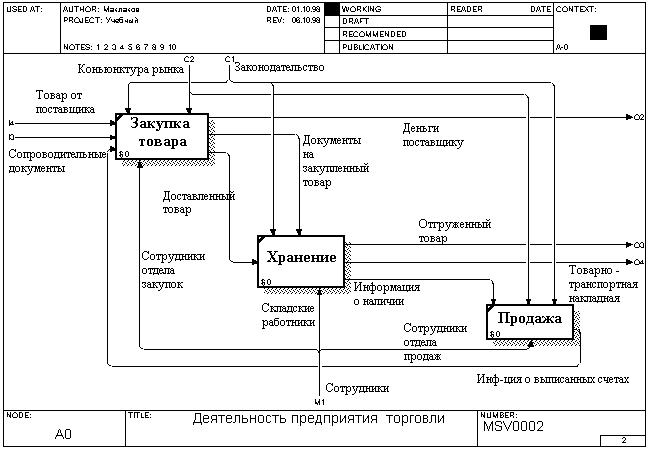 USED AT:
AUTHOR: Маклаков
DATE: 01.10.98
PROJECT: Учебный
REV: 06.10.98
NOTES: 1 2 3 4 5 6 7 8 9 10
WORKING
DRAFT
RECOMMENDED
PUBLICATION
READER
DATE
CONTEXT:
A-0
C2
C1
Коньюнктура рынка
Законодательство
Товар от
поставщика
I4
I3
Сопроводительные
документы
Закупка
товара
$0
Деньги
поставщику
O2
Документы
на
закупленный
товар
Доставленный
товар
Отгруженный
товар
O3
O4
Сотрудники
отдела
закупок
Хранение
$0
Информация
о наличии
Товарно -
транспортная
накладная
Складские
работники
Продажа
$0
Сотрудники
отдела
продаж
Инф-ция о выписанных счетах
Сотрудники
M1
NODE:
A0
TITLE:
Деятельность предприятия торговли
NUMBER:
MSV0002
2